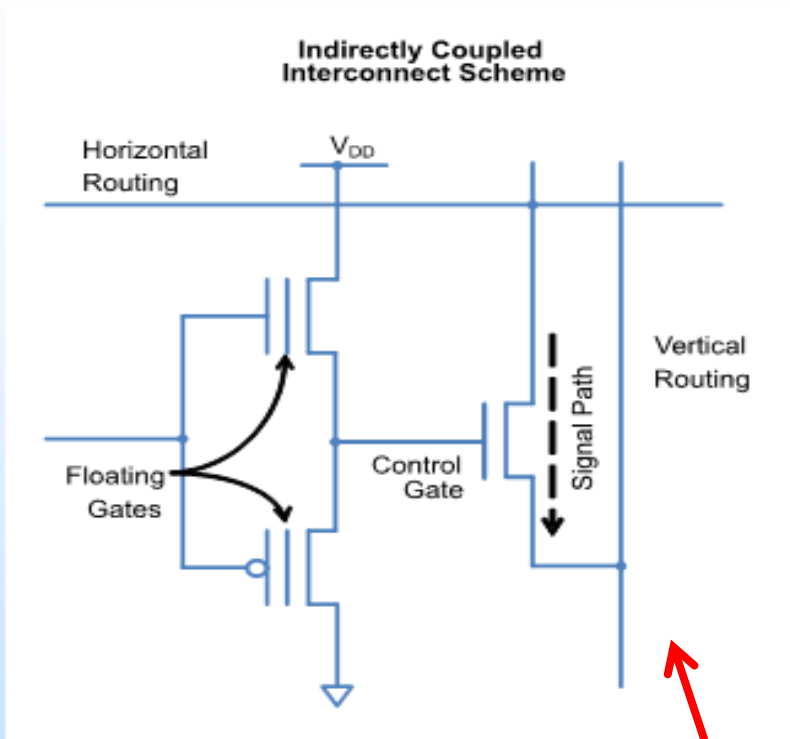 Indirectly Coupled
Interconnect Scheme
Horizontal
Routing
VDD
Vertical
Routing
Signal Path
Control
Gate
Floating
Gates